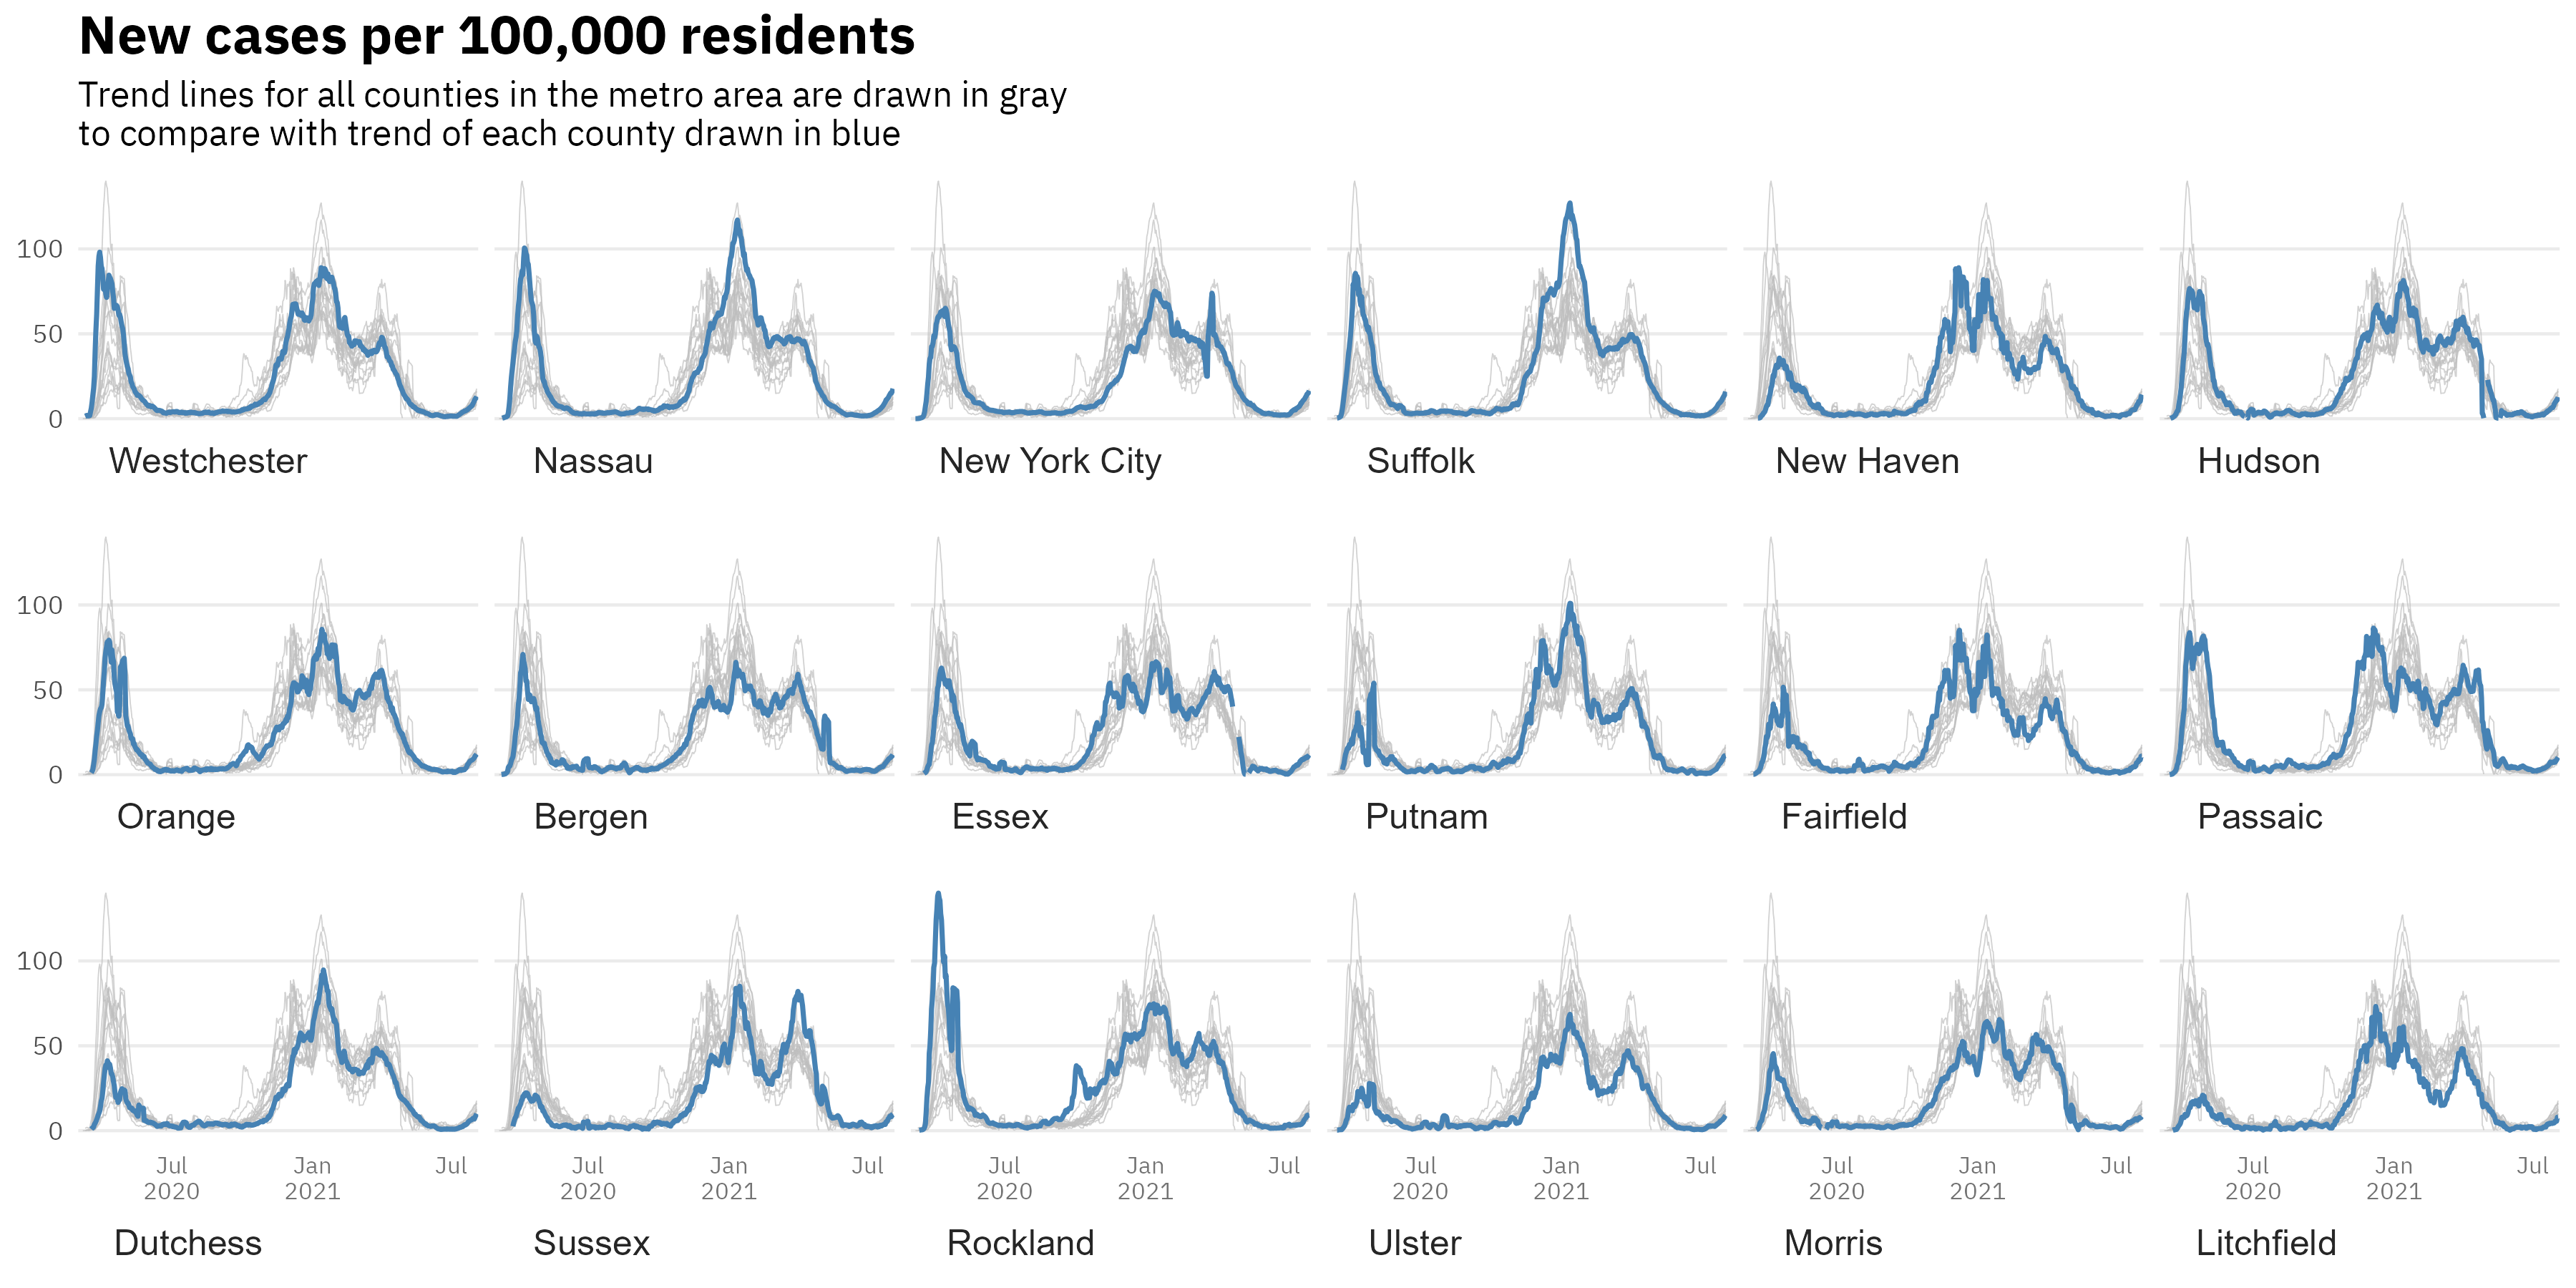 New cases per 100,000 residents
Trend lines for all counties in the metro area are drawn in gray
to compare with trend of each county drawn in blue
100
50
0
Westchester Nassau New York City Suffolk New Haven Hudson
100
50
0
Orange Bergen Essex Putnam Fairfield Passaic
100
50
0
Jul Jan Jul Jul Jan Jul Jul Jan Jul Jul Jan Jul Jul Jan Jul Jul Jan Jul
2020 2021 2020 2021 2020 2021 2020 2021 2020 2021 2020 2021
Dutchess Sussex Rockland Ulster Morris Litchfield